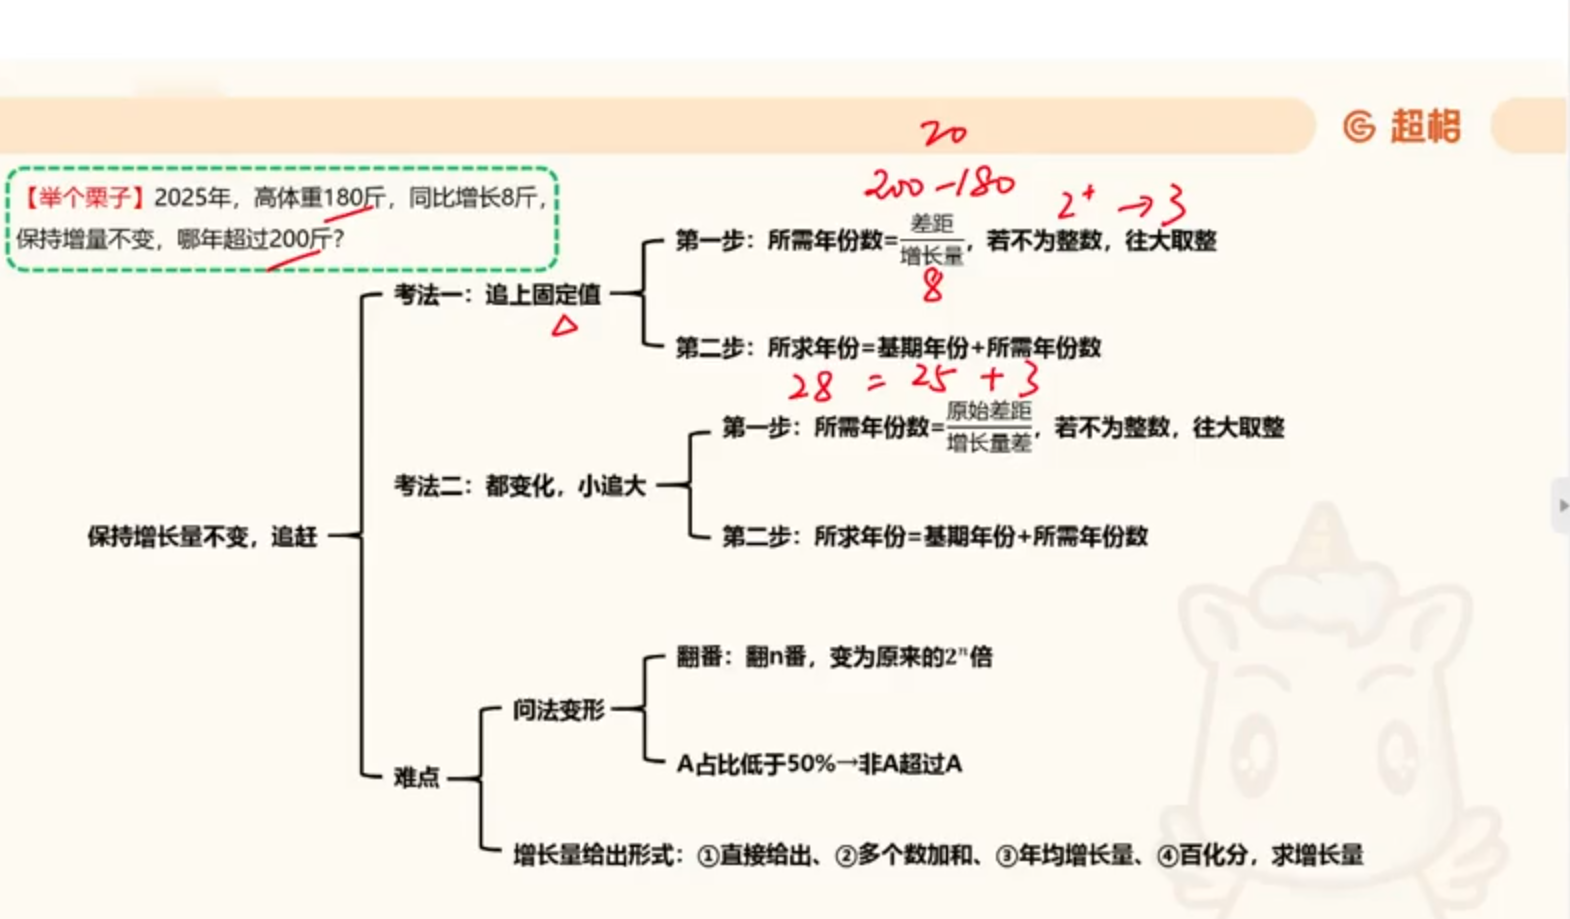 超格
20
200-180
2⁺→3
【举个栗子】2025年，高体重180斤，同比增长8斤，
保持增量不变，哪年超过200斤？
第一步：所需年份数=差距/增长量，若不为整数，往大取整
8
考法一：追上固定值
第二步：所求年份=基期年份+所需年份数
28 = 25 + 3
第一步：所需年份数=原始差距/增长量差，若不为整数，往大取整
考法二：都变化，小追大
保持增长量不变，追赶
第二步：所求年份=基期年份+所需年份数
翻番：翻n番，变为原来的2ⁿ倍
问法变形
A占比低于50%→非A超过A
难点
增长量给出形式：①直接给出、②多个数加和、③年均增长量、④百化分，求增长量